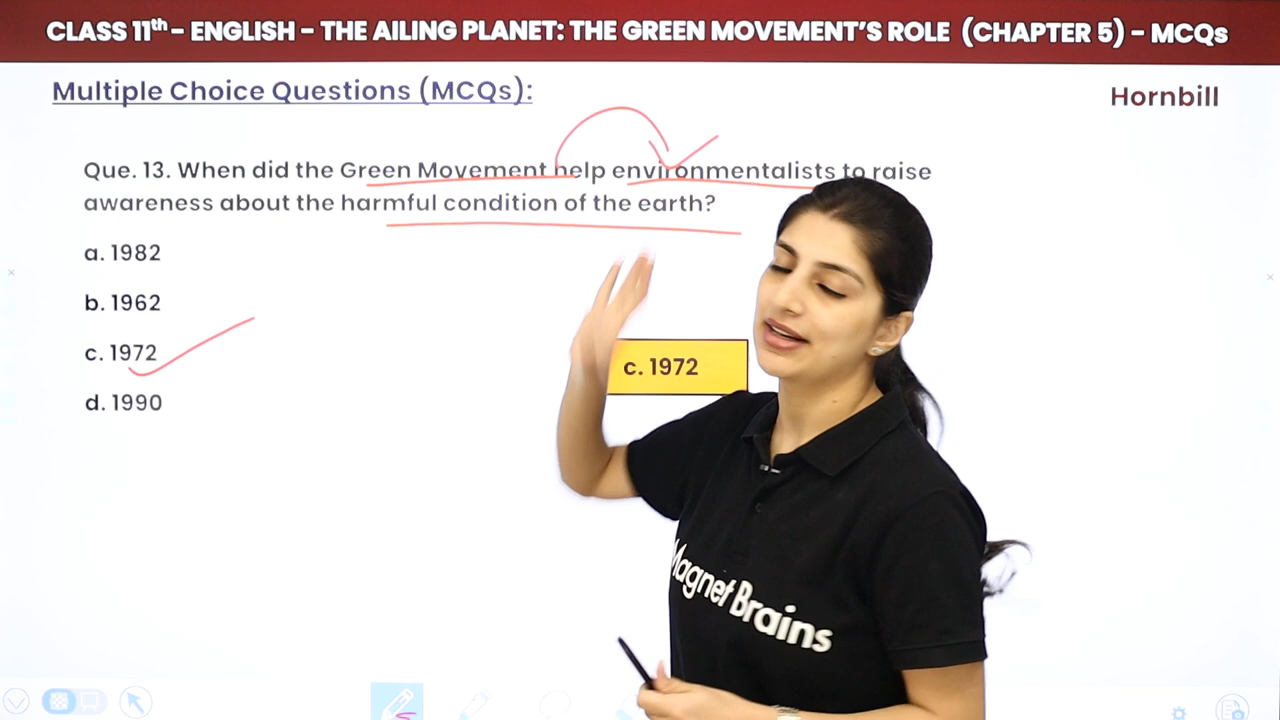 CLASS 11th - ENGLISH - THE AILING PLANET: THE GREEN MOVEMENT'S ROLE (CHAPTER 5) - MCQs
Multiple Choice Questions (MCQs):
Hornbill
Que. 13. When did the Green Movement help environmentalists to raise
awareness about the harmful condition of the earth?
a. 1982
b. 1962
c. 1972
d. 1990
c. 1972
Magnet Brains